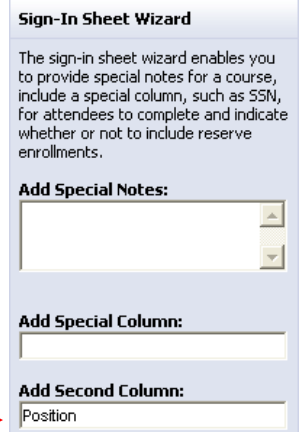 Sign-In Sheet Wizard
The sign-in sheet wizard enables you
to provide special notes for a course,
include a special column, such as SSN,
for attendees to complete and indicate
whether or not to include reserve
enrollments.
Add Special Notes:
Add Special Column:
Add Second Column:
Position